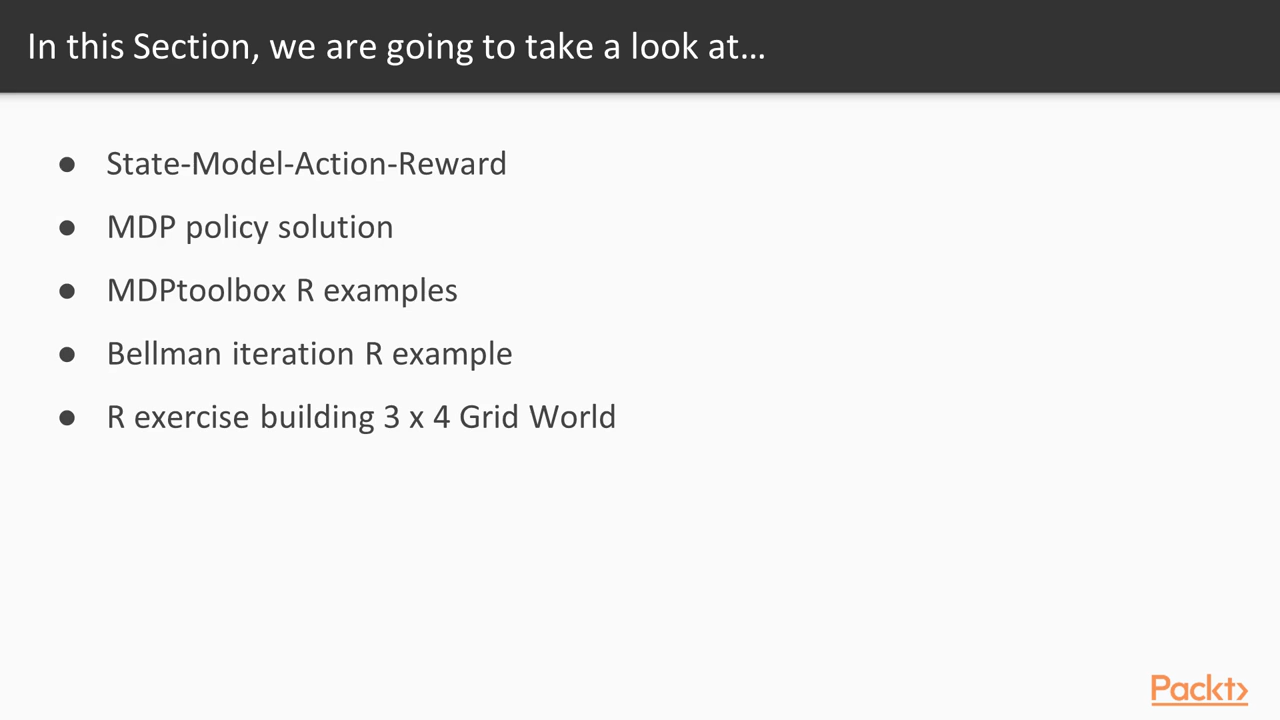 In this Section, we are going to take a look at...
● State-Model-Action-Reward
● MDP policy solution
● MDPtoolbox R examples
● Bellman iteration R example
● R exercise building 3 x 4 Grid World
Packt>